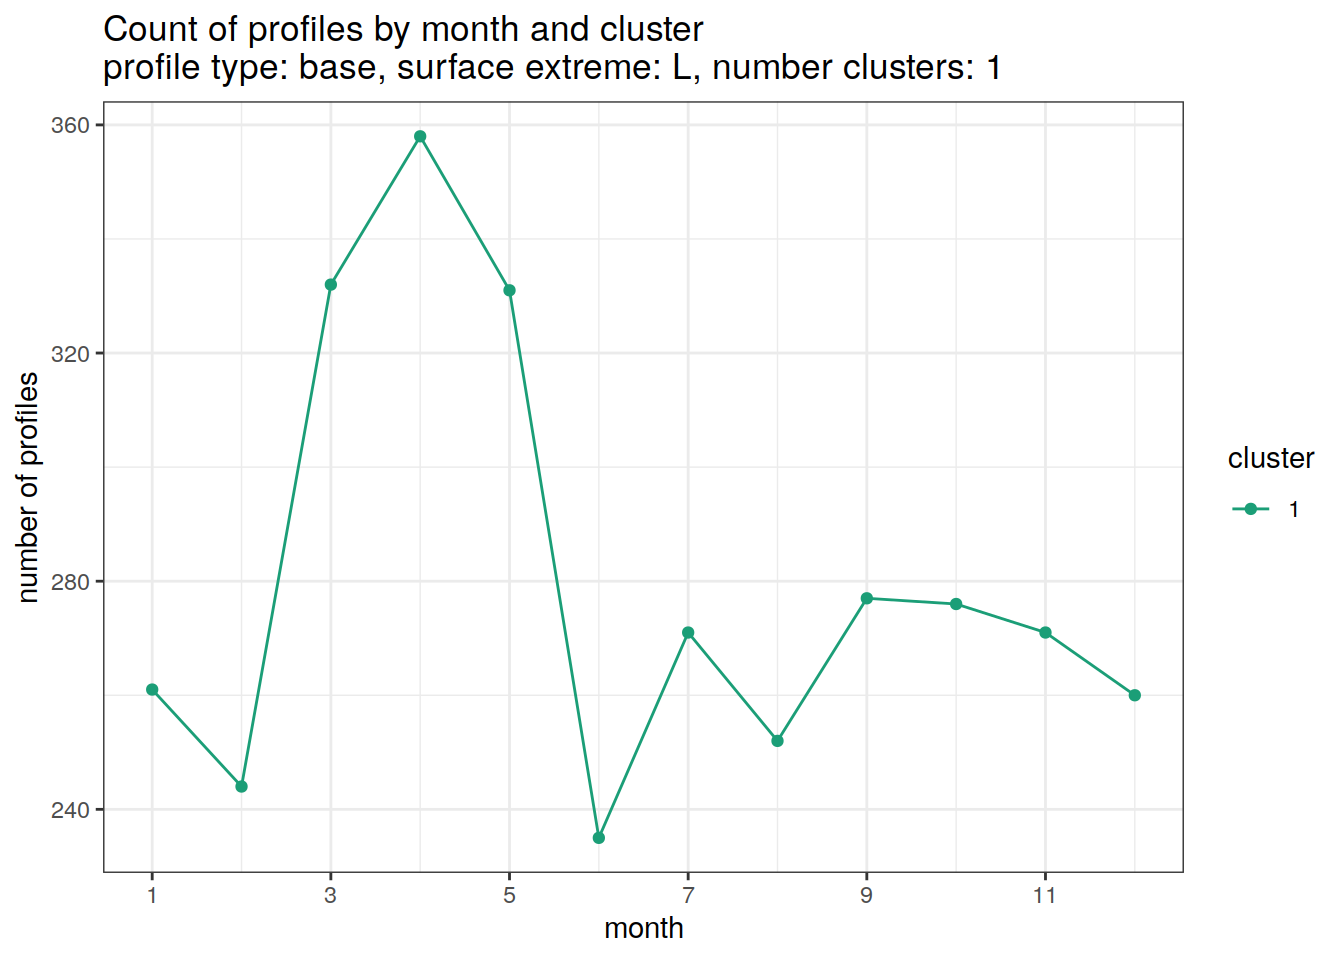 Count of profiles by month and cluster
profile type: base, surface extreme: L, number clusters: 1
360
320
280
240
number of profiles
1 3 5 7 9 11
month
cluster
1